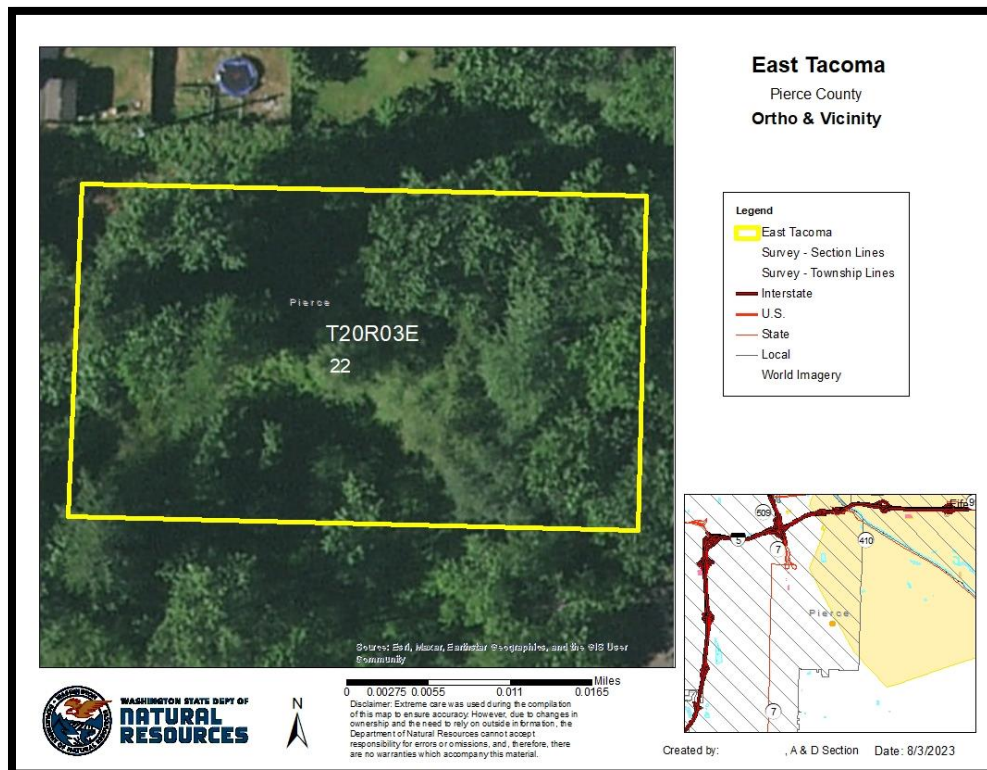 East Tacoma
Pierce County
Ortho & Vicinity
Legend
East Tacoma
Survey - Section Lines
Survey - Township Lines
Interstate
U.S.
State
Local
World Imagery
Pierce
T20R03E
22
Source: Esri, Maxar, Earthstar Geographics, and the GIS User
Community
509
5
7
410
Fife
9
Pierce
7
WASHINGTON STATE DEPT OF
NATURAL
RESOURCES
N
Miles
0 0.00275 0.0055 0.011 0.0165
Disclaimer: Extreme care was used during the compilation
of this map to ensure accuracy. However, due to changes in
ownership and the need to rely on outside information, the
Department of Natural Resources cannot accept
responsibility for errors or omissions, and, therefore, there
are no warranties which accompany this material.
Created by: , A & D Section Date: 8/3/2023